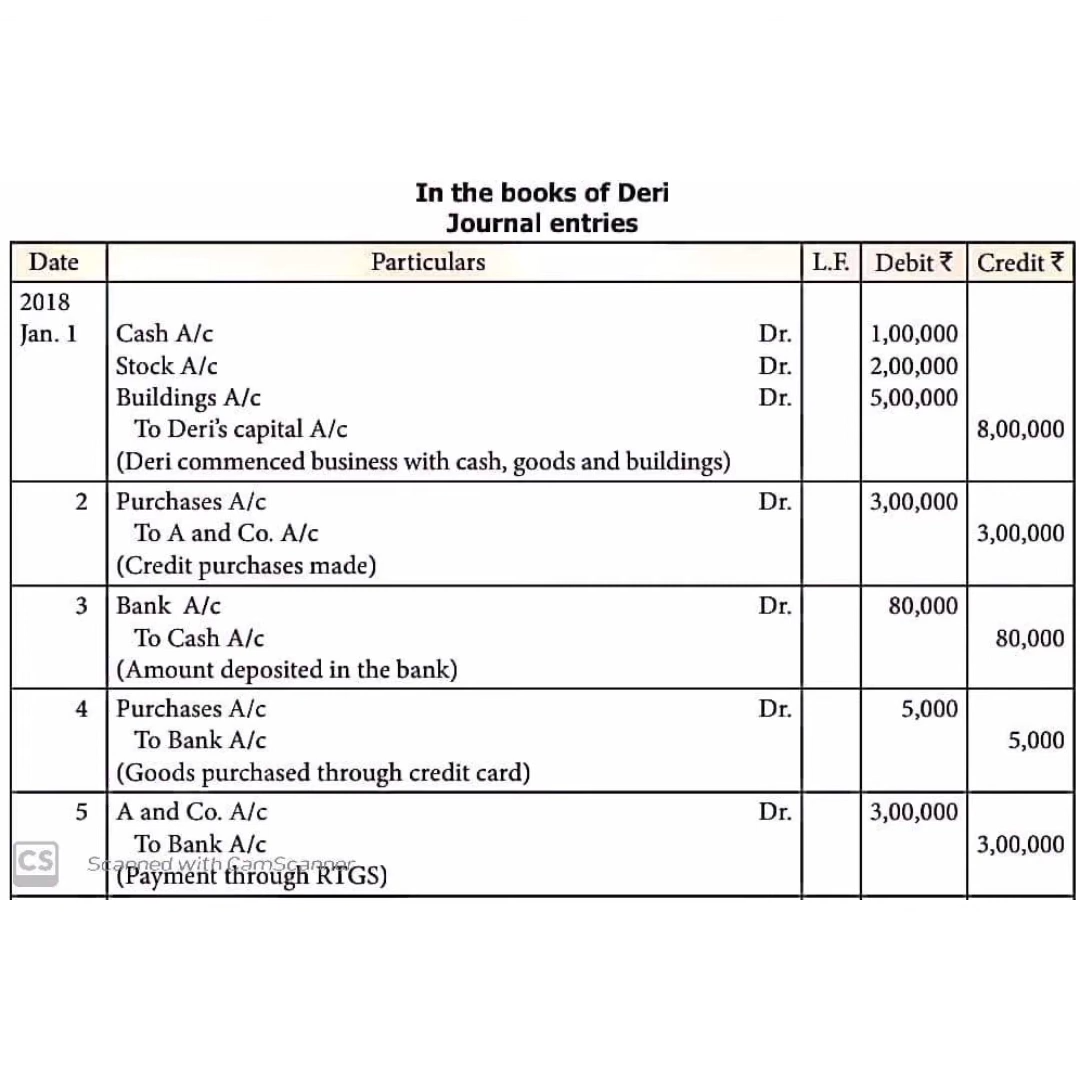 In the books of Deri
Journal entries
Date Particulars L.F. Debit ₹ Credit ₹
2018
Jan. 1 Cash A/c Dr. 1,00,000
Stock A/c Dr. 2,00,000
Buildings A/c Dr. 5,00,000
To Deri's capital A/c 8,00,000
(Deri commenced business with cash, goods and buildings)
2 Purchases A/c Dr. 3,00,000
To A and Co. A/c 3,00,000
(Credit purchases made)
3 Bank A/c Dr. 80,000
To Cash A/c 80,000
(Amount deposited in the bank)
4 Purchases A/c Dr. 5,000
To Bank A/c 5,000
(Goods purchased through credit card)
5 A and Co. A/c Dr. 3,00,000
To Bank A/c 3,00,000
CS Scanned with CamScanner
(Payment through RTGS)